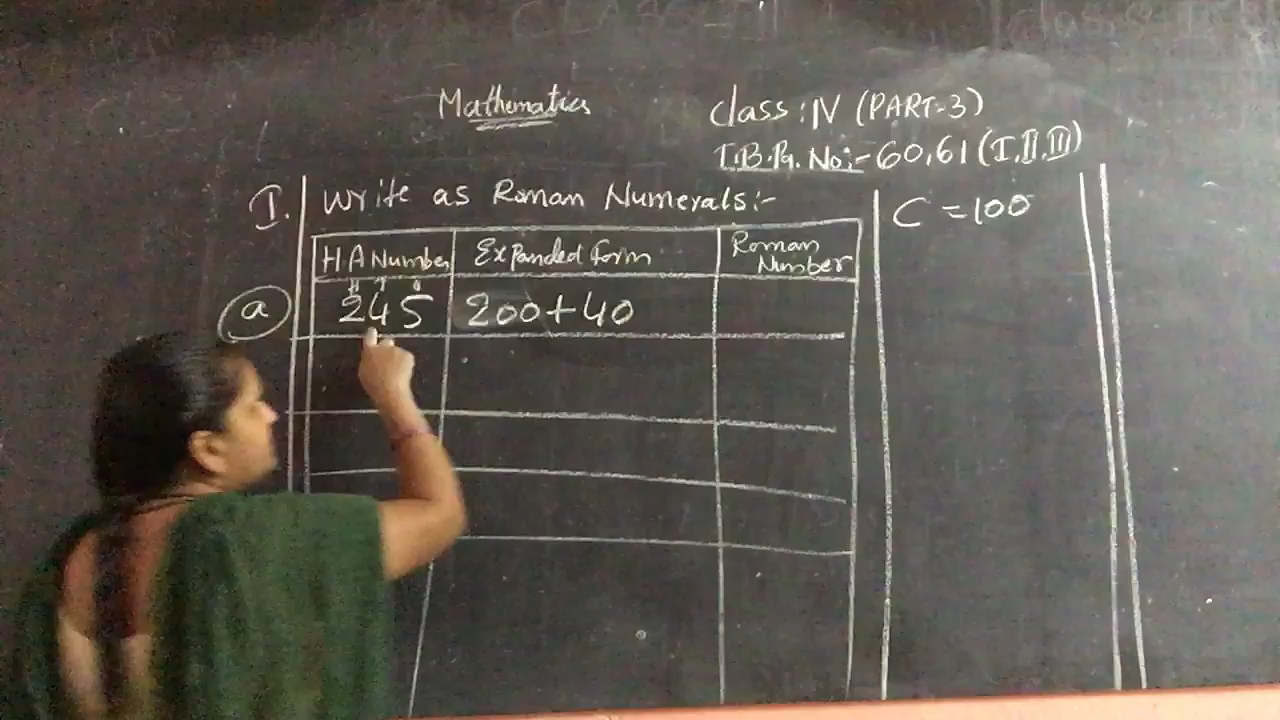 Mathematics
Class: IV (PART-3)
T.B.Pg. No:- 60,61 (I,II,III)
I. Write as Roman Numerals:-
C = 100
H.A Number Expanded form Roman Number
H T O
a 245 200+40